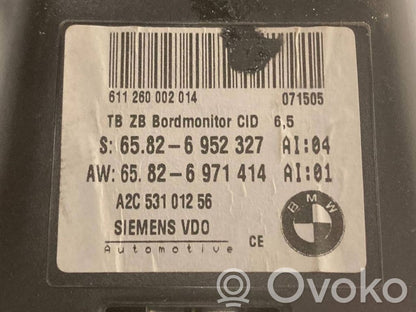 611 260 002 014 071505
TB ZB Bordmonitor CID 6,5
S: 65.82-6 952 327 AI:04
AW: 65.82-6 971 414 AI:01
A2C 531 012 56
SIEMENS VDO
Automotive CE
BMW
Ovoko